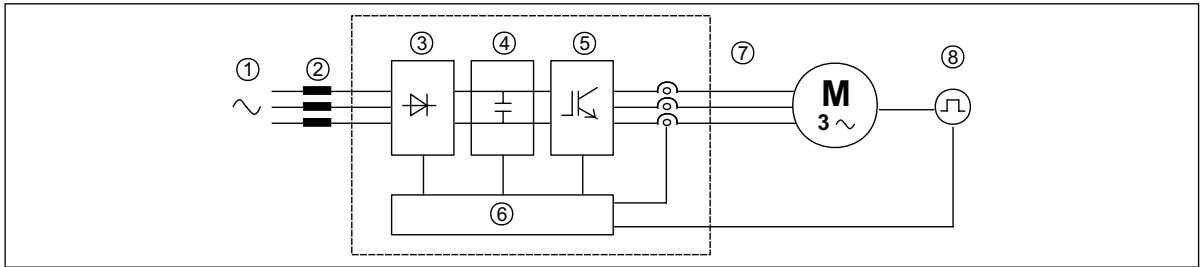 ③ ④ ⑤
① ② ⑦ ⑧
M
3 ~
⑥